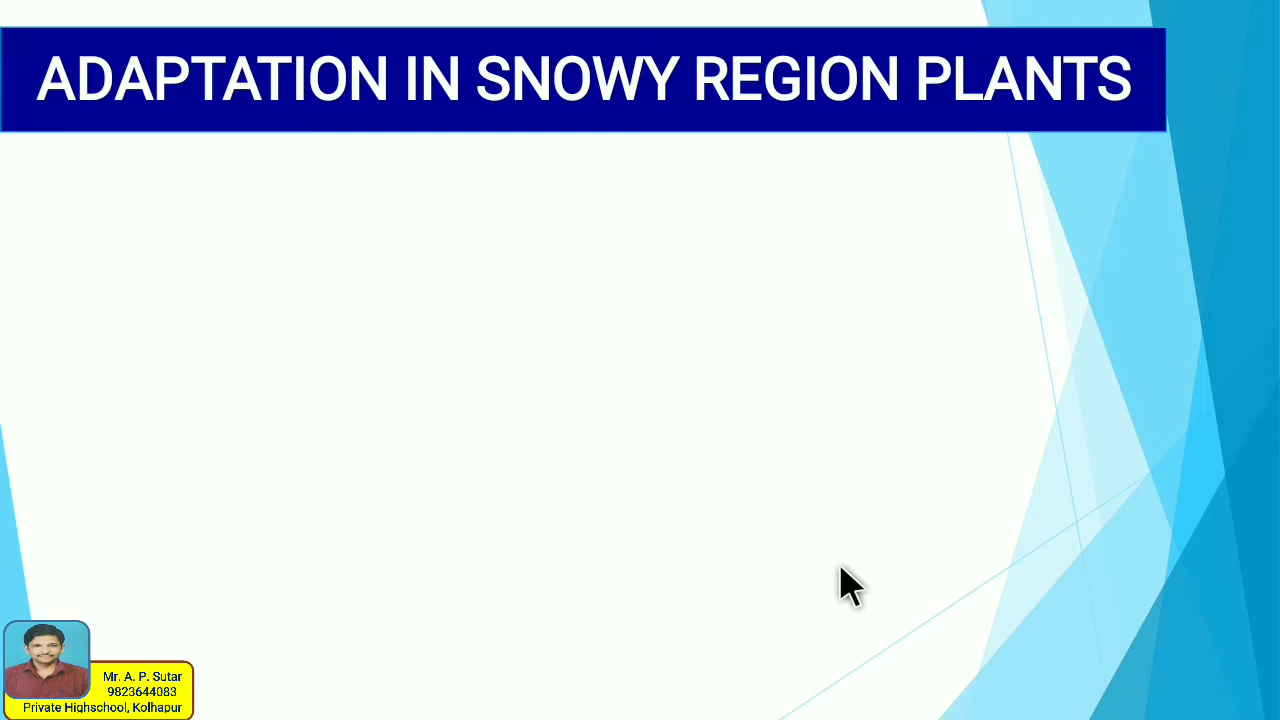 ADAPTATION IN SNOWY REGION PLANTS
Mr. A. P. Sutar
9823644083
Private Highschool, Kolhapur